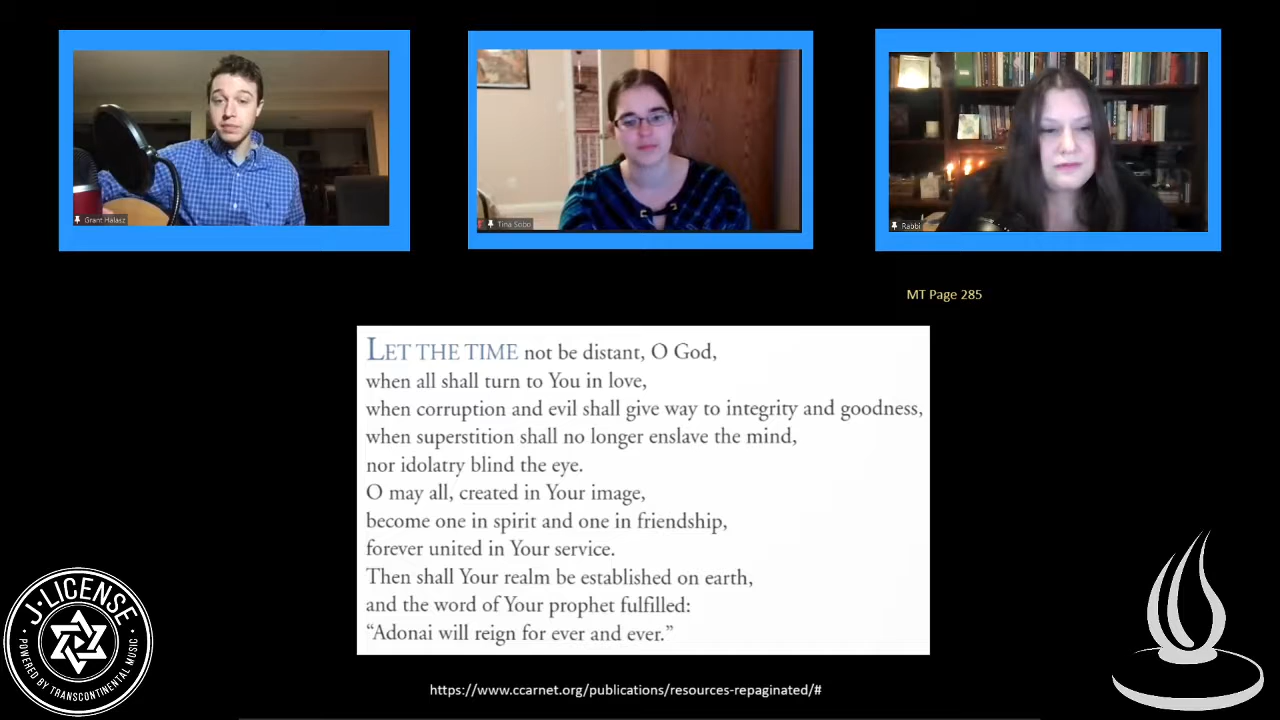 Grant Halasz
Tina Sobo
Rabbi
MT Page 285
LET THE TIME not be distant, O God,
when all shall turn to You in love,
when corruption and evil shall give way to integrity and goodness,
when superstition shall no longer enslave the mind,
nor idolatry blind the eye.
O may all, created in Your image,
become one in spirit and one in friendship,
forever united in Your service.
Then shall Your realm be established on earth,
and the word of Your prophet fulfilled:
“Adonai will reign for ever and ever.”
J•LICENSE
• POWERED BY TRANSCONTINENTAL MUSIC •
https://www.ccarnet.org/publications/resources-repaginated/#